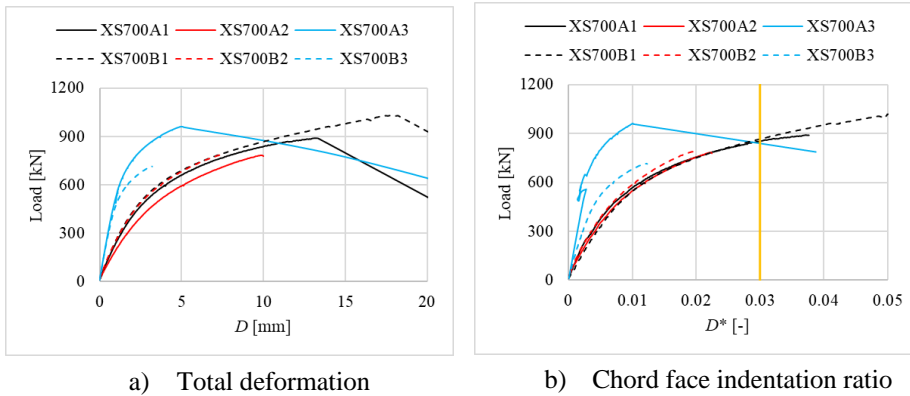 XS700A1 XS700A2 XS700A3
XS700B1 XS700B2 XS700B3
1200
900
600
300
0
Load [kN]
0 5 10 15 20
D [mm]
a) Total deformation
XS700A1 XS700A2 XS700A3
XS700B1 XS700B2 XS700B3
1200
900
600
300
0
Load [kN]
0 0.01 0.02 0.03 0.04 0.05
D* [-]
b) Chord face indentation ratio